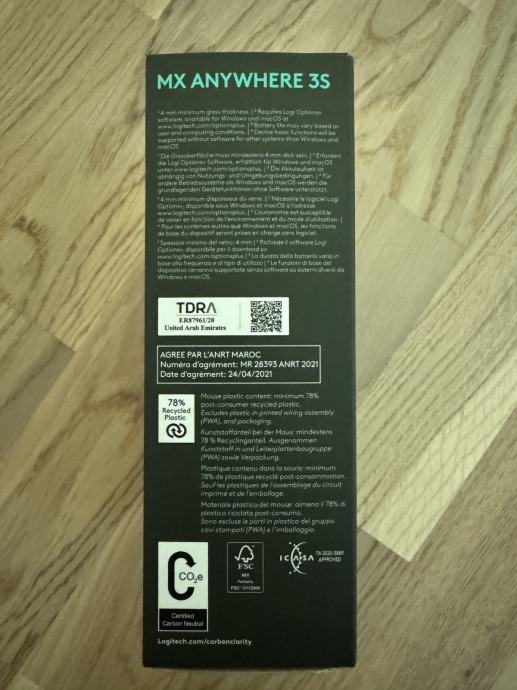 MX ANYWHERE 3S
¹ 4 mm minimum glass thickness. | ² Requires Logi Options+
software, available for Windows and macOS at
www.logitech.com/optionsplus. | ³ Battery life may vary based on
user and computing conditions. | ⁴ Device basic functions will be
supported without software for other systems than Windows and
macOS.
¹ Die Glasoberfläche muss mindestens 4 mm dick sein. | ² Erfordert
die Logi Options+ Software, erhältlich für Windows und macOS
unter www.logitech.com/optionsplus. | ³ Die Akkulaufzeit ist
abhängig von Nutzungs- und Umgebungsbedingungen. | ⁴ Für
andere Betriebssysteme als Windows und macOS werden die
grundlegenden Gerätefunktionen ohne Software unterstützt.
¹ 4 mm minimum d'épaisseur du verre. | ² Nécessite le logiciel Logi
Options+, disponible sous Windows et macOS à l'adresse
www.logitech.com/optionsplus | ³ L'autonomie est susceptible
de varier en fonction de l'environnement et du mode d'utilisation. |
⁴ Pour les systèmes autres que Windows et macOS, les fonctions
de base du dispositif seront prises en charge sans logiciel.
¹ Spessore minimo del vetro: 4 mm | ² Richiede il software Logi
Options+, disponibile per il download su
www.logitech.com/optionsplus | ³ La durata della batteria varia in
base alla frequenza e al tipo di utilizzo | ⁴ Le funzioni di base del
dispositivo verranno supportate senza software su sistemi diversi da
Windows e macOS.
TDRA
ER87961/20
United Arab Emirates
AGREE PAR L'ANRT MAROC
Numéro d'agrément: MR 28393 ANRT 2021
Date d'agrément: 24/04/2021
78%
Recycled
Plastic
Mouse plastic content: minimum 78%
post-consumer recycled plastic.
Excludes plastic in printed wiring assembly
(PWA), and packaging.
Kunststoffanteil bei der Maus: mindestens
78 % Recyclinganteil. Ausgenommen
Kunststoff in und Leiterplattenbaugruppe
(PWA) sowie Verpackung.
Plastique contenu dans la souris: minimum
78% de plastique recyclé post-consommation.
Sauf les plastiques de l'assemblage du circuit
imprimé et de l'emballage.
Materiale plastico del mouse: almeno il 78% di
plastica riciclata post-consumo.
Sono escluse le parti in plastica del gruppo
cavi stampati (PWA) e l'imballaggio.
CO₂e
Certified
Carbon Neutral
FSC
MIX
Packaging
ICASA
TA-2020-5889
APPROVED
Logitech.com/carbonclarity